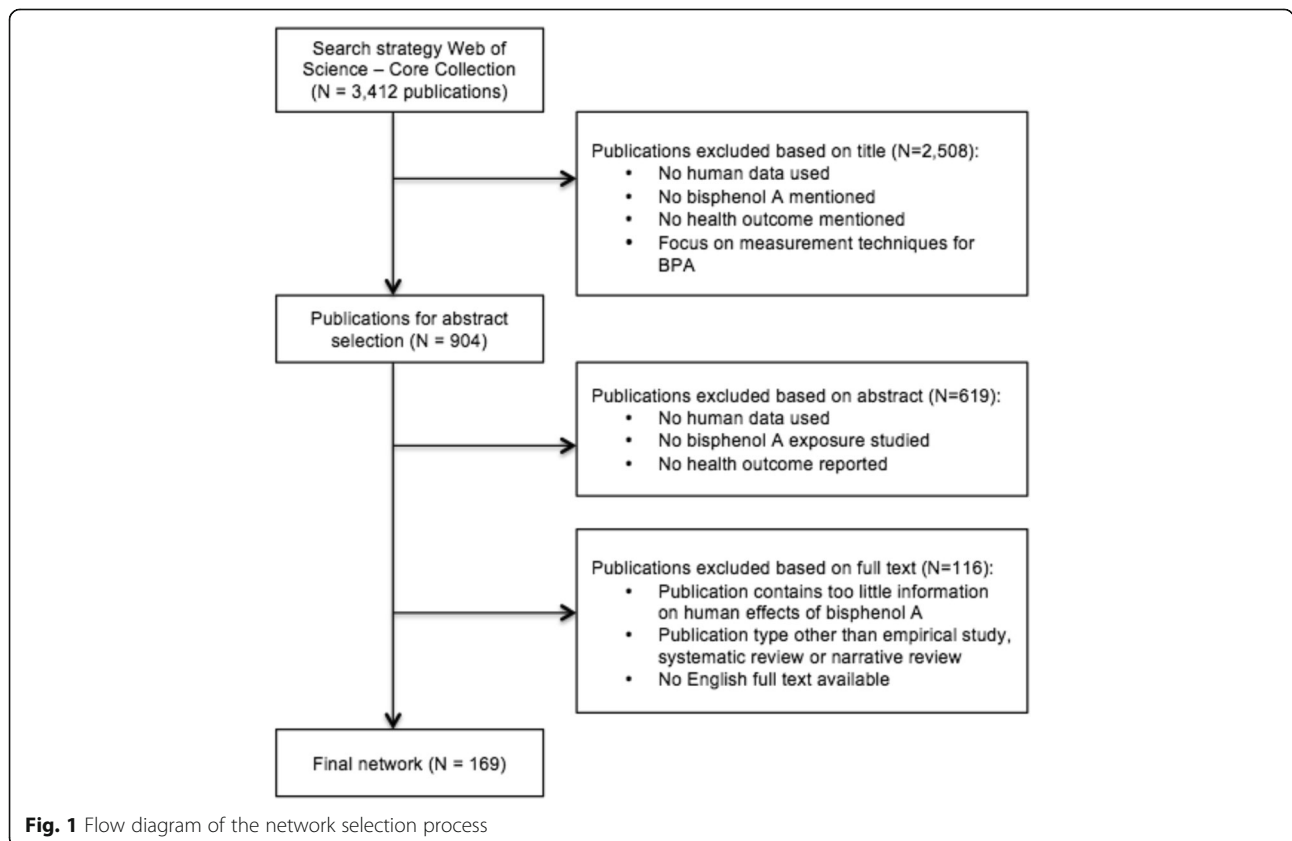 Search strategy Web of
Science – Core Collection
(N = 3,412 publications)
Publications excluded based on title (N=2,508):
• No human data used
• No bisphenol A mentioned
• No health outcome mentioned
• Focus on measurement techniques for
BPA
Publications for abstract
selection (N = 904)
Publications excluded based on abstract (N=619):
• No human data used
• No bisphenol A exposure studied
• No health outcome reported
Publications excluded based on full text (N=116):
• Publication contains too little information
on human effects of bisphenol A
• Publication type other than empirical study,
systematic review or narrative review
• No English full text available
Final network (N = 169)
Fig. 1 Flow diagram of the network selection process